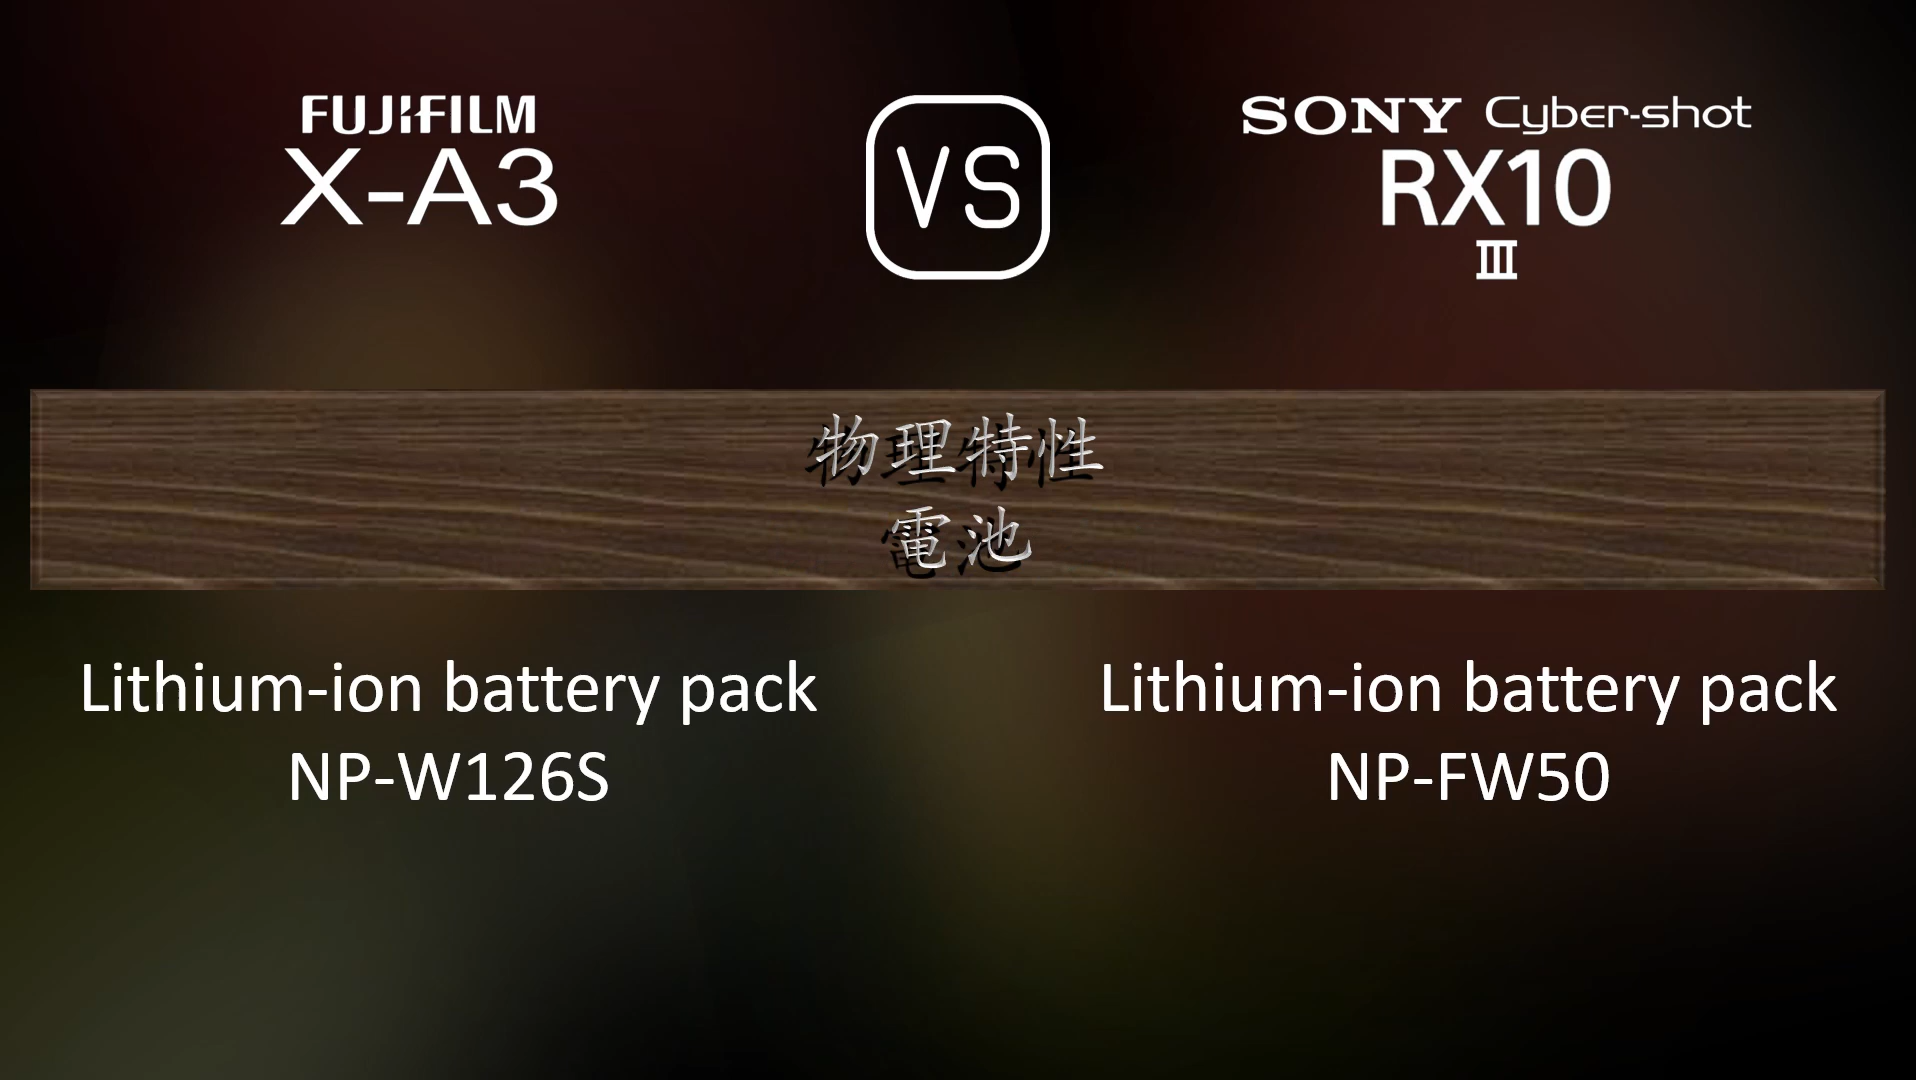 FUJIFILM
X-A3
VS
SONY Cyber-shot
RX10
III
物理特性
電池
Lithium-ion battery pack
NP-W126S
Lithium-ion battery pack
NP-FW50